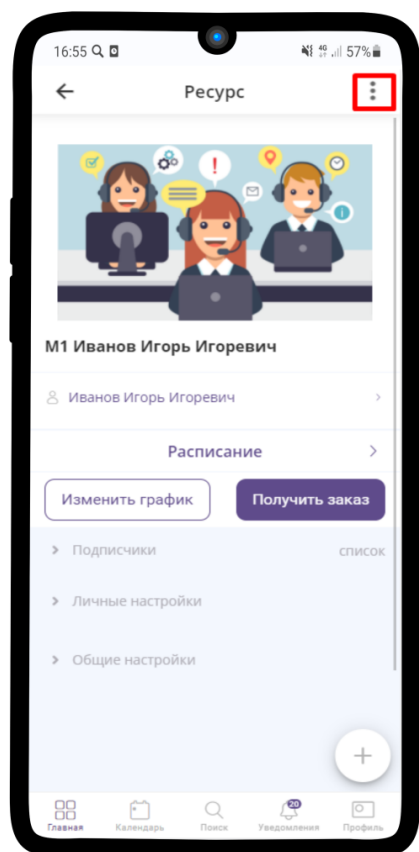 16:55 57%
Ресурс
М1 Иванов Игорь Игоревич
Иванов Игорь Игоревич
Расписание
Изменить график Получить заказ
Подписчики список
Личные настройки
Общие настройки
20
Главная Календарь Поиск Уведомления Профиль